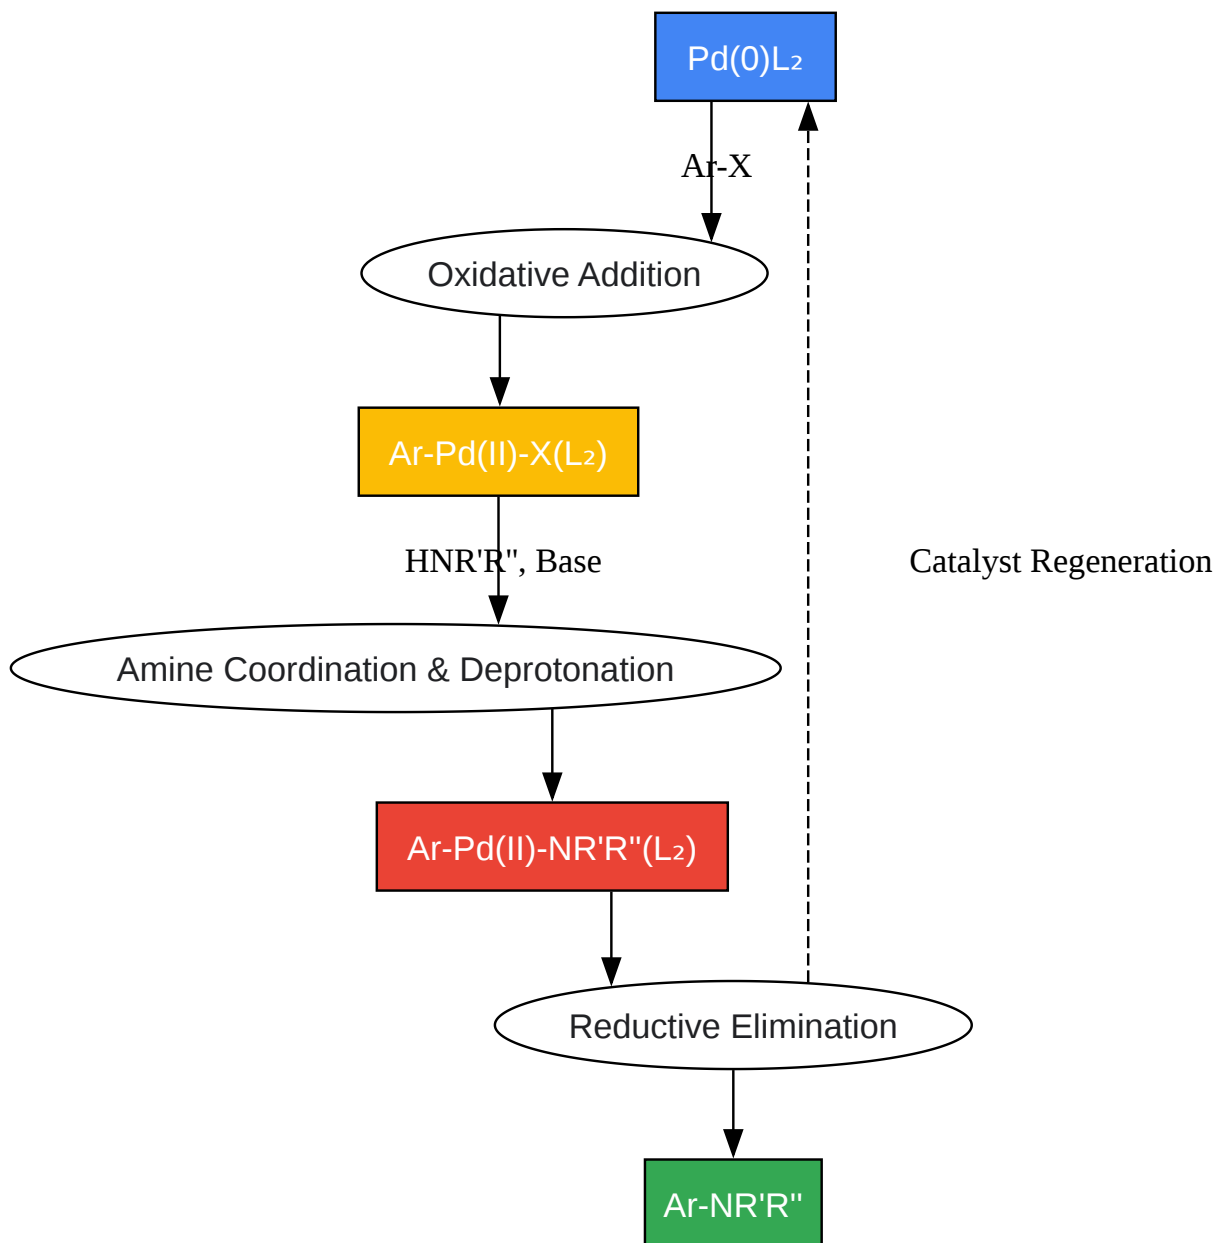 Pd(0)L₂
Ar-X
Oxidative Addition
Ar-Pd(II)-X(L₂)
HNR'R'', Base
Catalyst Regeneration
Amine Coordination & Deprotonation
Ar-Pd(II)-NR'R''(L₂)
Reductive Elimination
Ar-NR'R''